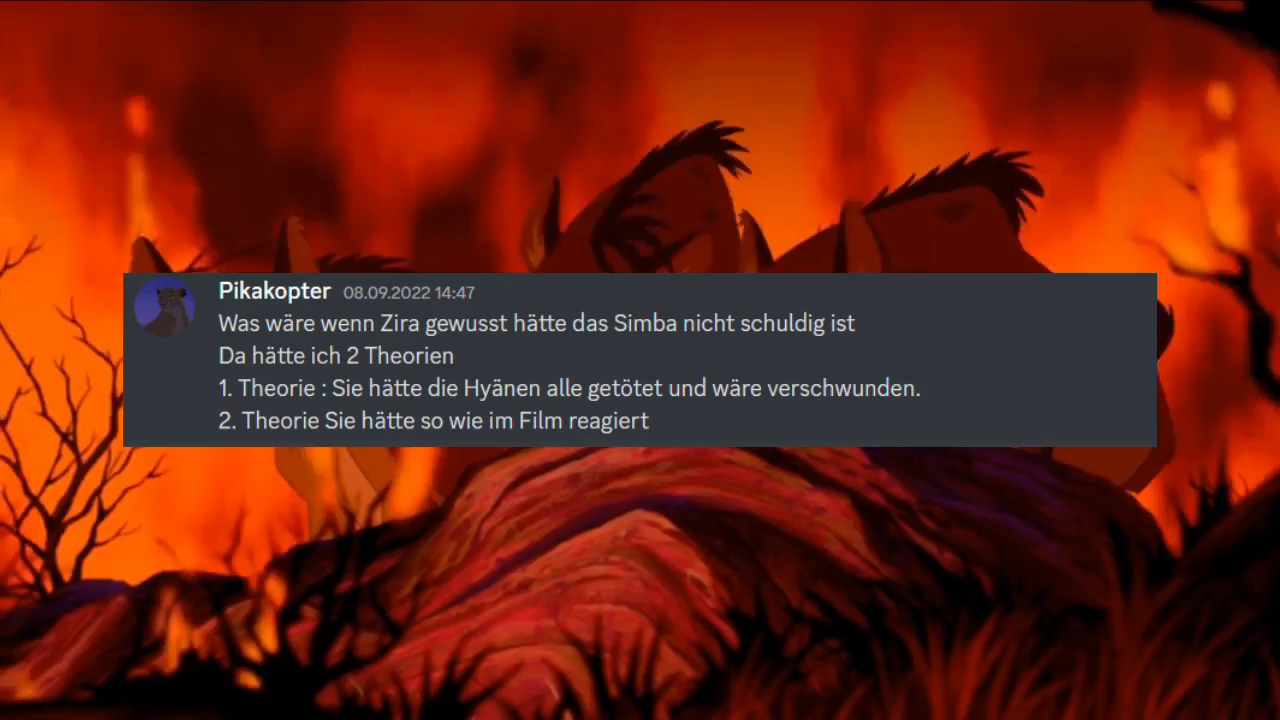 Pikakopter 08.09.2022 14:47
Was wäre wenn Zira gewusst hätte das Simba nicht schuldig ist
Da hätte ich 2 Theorien
1. Theorie : Sie hätte die Hyänen alle getötet und wäre verschwunden.
2. Theorie Sie hätte so wie im Film reagiert